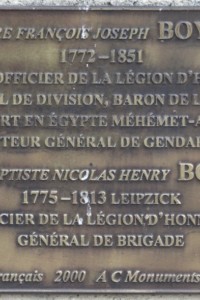 RE FRANÇOIS JOSEPH BOY
1772-1851
OFFICIER DE LA LÉGION D'H
L DE DIVISION, BARON DE L
RT EN ÉGYPTE MÉHÉMET-A
TEUR GÉNÉRAL DE GENDA
PTISTE NICOLAS HENRY BO
1775-1813 LEIPZICK
CIER DE LA LÉGION D'HONN
GÉNÉRAL DE BRIGADE
rançais 2000 A C Monuments